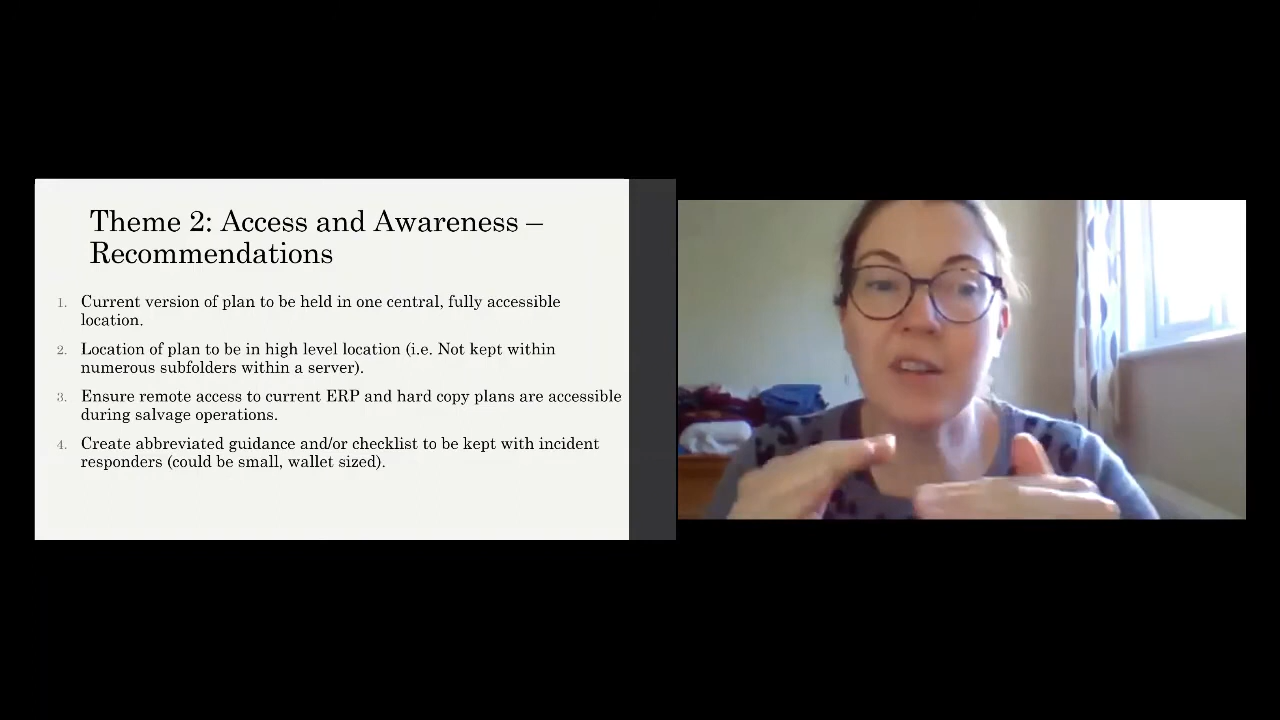 Theme 2: Access and Awareness –
Recommendations
1. Current version of plan to be held in one central, fully accessible
location.
2. Location of plan to be in high level location (i.e. Not kept within
numerous subfolders within a server).
3. Ensure remote access to current ERP and hard copy plans are accessible
during salvage operations.
4. Create abbreviated guidance and/or checklist to be kept with incident
responders (could be small, wallet sized).